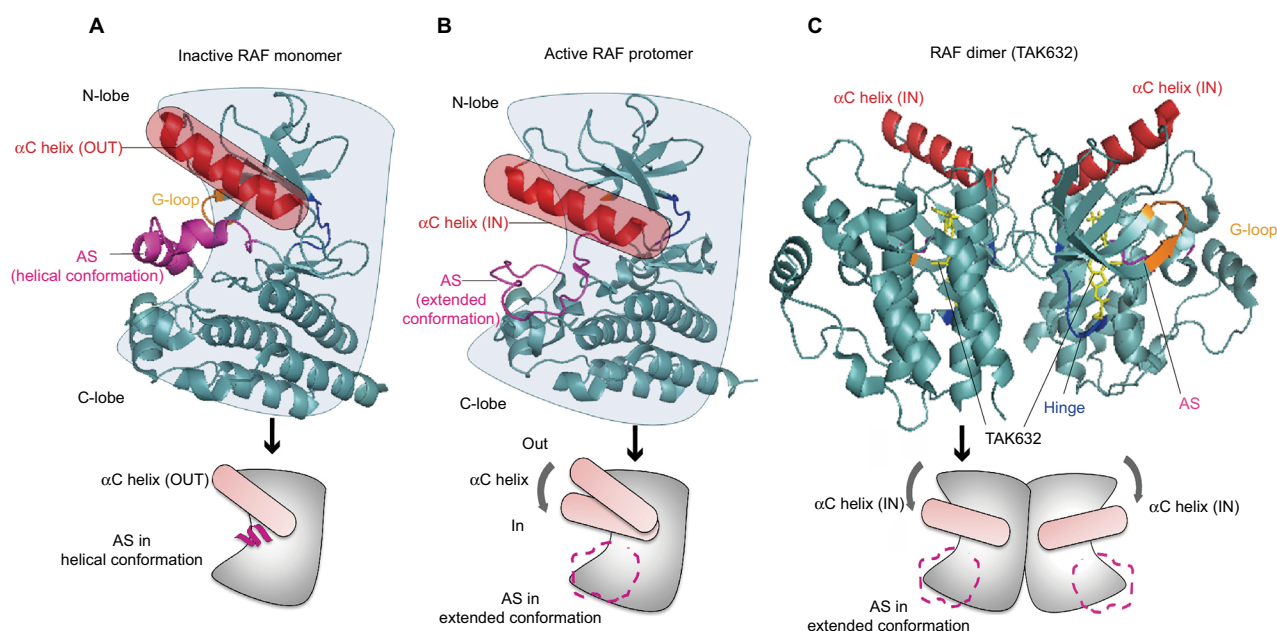 A
Inactive RAF monomer
N-lobe
αC helix (OUT)
G-loop
AS
(helical conformation)
C-lobe
αC helix (OUT)
AS in
helical conformation
B
Active RAF protomer
N-lobe
αC helix (IN)
AS
(extended
conformation)
C-lobe
Out
αC helix
In
AS in
extended conformation
C
RAF dimer (TAK632)
αC helix (IN)
αC helix (IN)
G-loop
Hinge
AS
TAK632
αC helix (IN)
αC helix (IN)
AS in
extended conformation